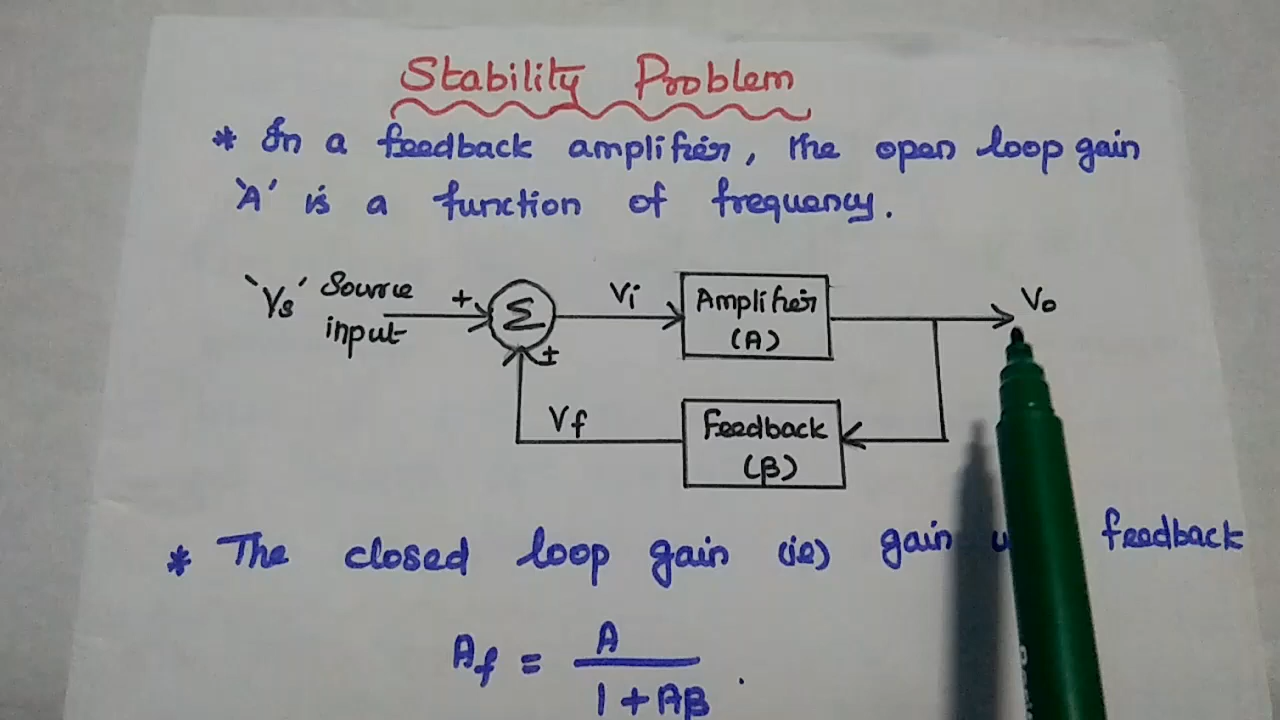 Stability Problem
* In a feedback amplifier, the open loop gain
'A' is a function of frequency.
'Vs' Source
input
+
Σ
±
Vi
Amplifier
(A)
Vo
Vf
Feedback
(β)
* The closed loop gain (ie) gain feedback
Af = A
1 + Aβ